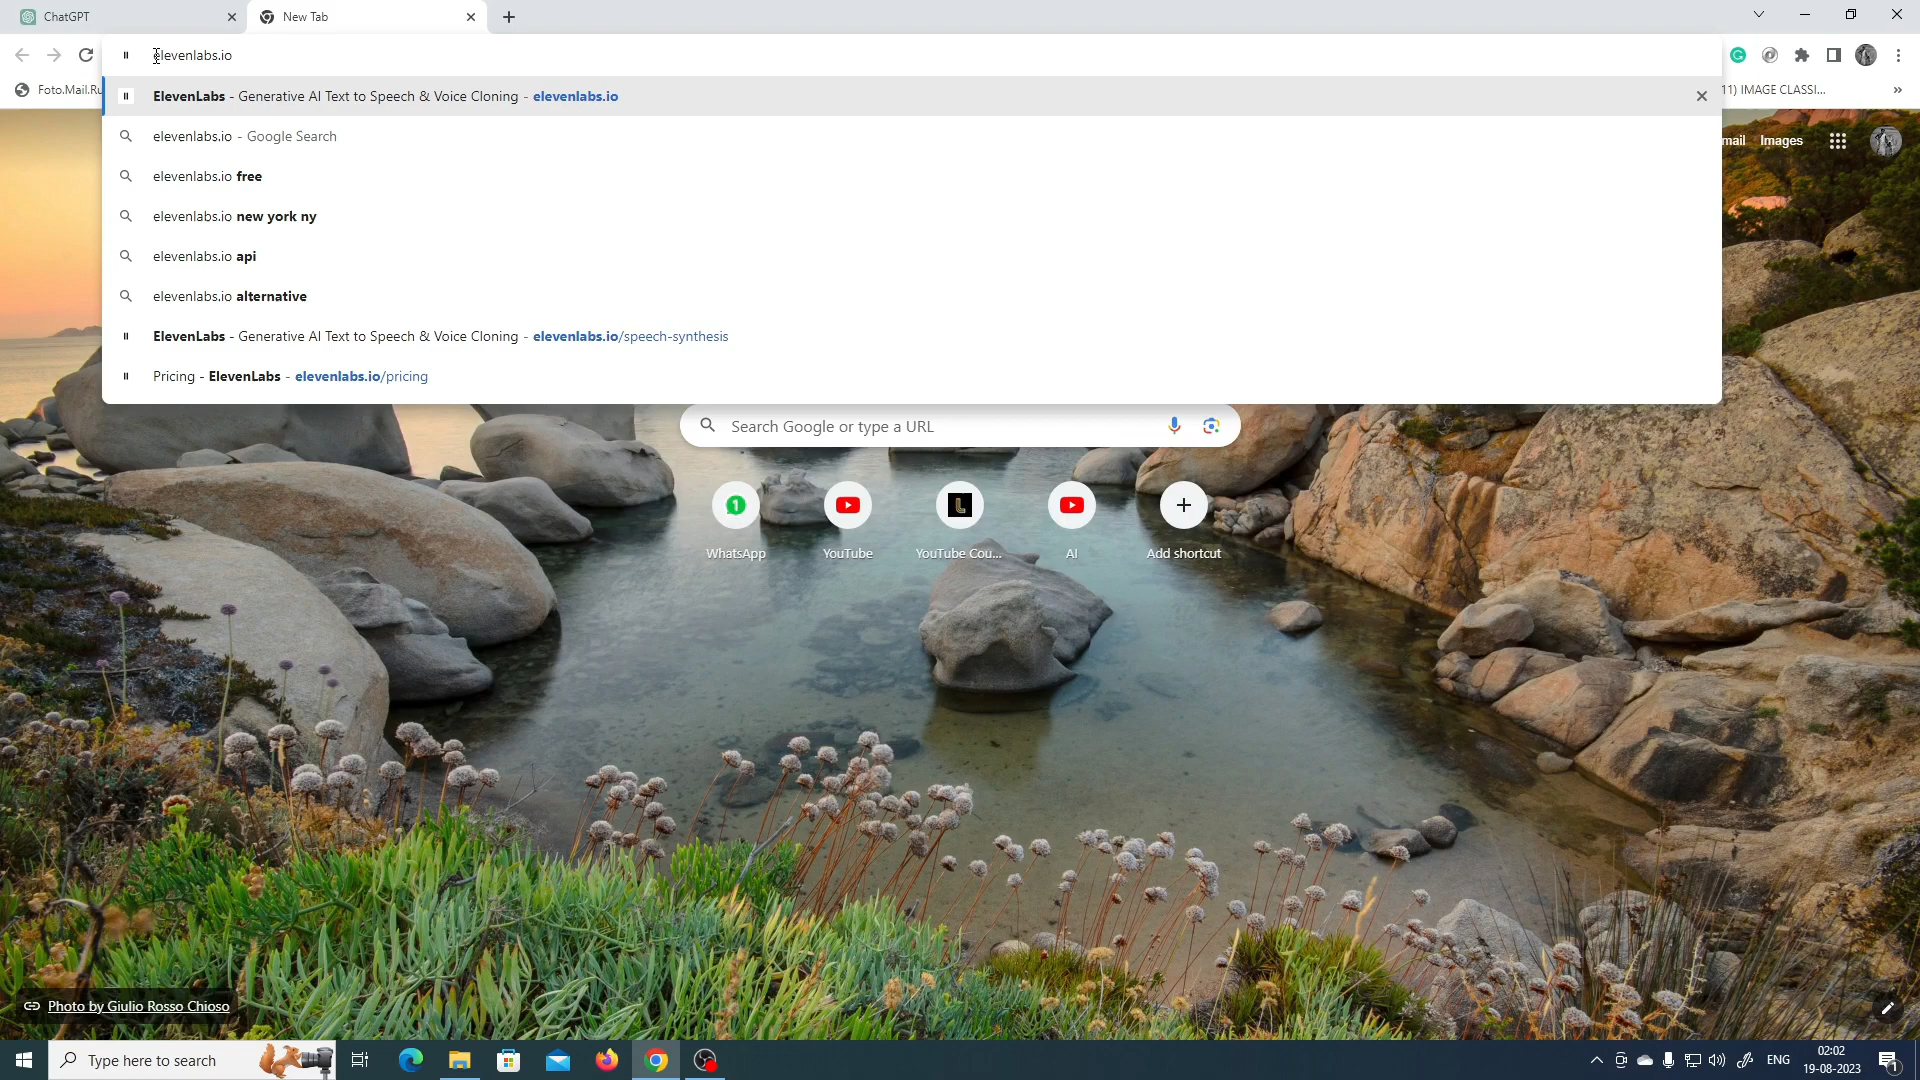 ChatGPT
New Tab
elevenlabs.io
Foto.Mail.Ru
11) IMAGE CLASSI...
ElevenLabs - Generative AI Text to Speech & Voice Cloning - elevenlabs.io
elevenlabs.io - Google Search
elevenlabs.io free
elevenlabs.io new york ny
elevenlabs.io api
elevenlabs.io alternative
ElevenLabs - Generative AI Text to Speech & Voice Cloning - elevenlabs.io/speech-synthesis
Pricing - ElevenLabs - elevenlabs.io/pricing
mail Images
Search Google or type a URL
WhatsApp
YouTube
YouTube Cou...
AI
Add shortcut
Photo by Giulio Rosso Chioso
Type here to search
ENG
02:02
19-08-2023